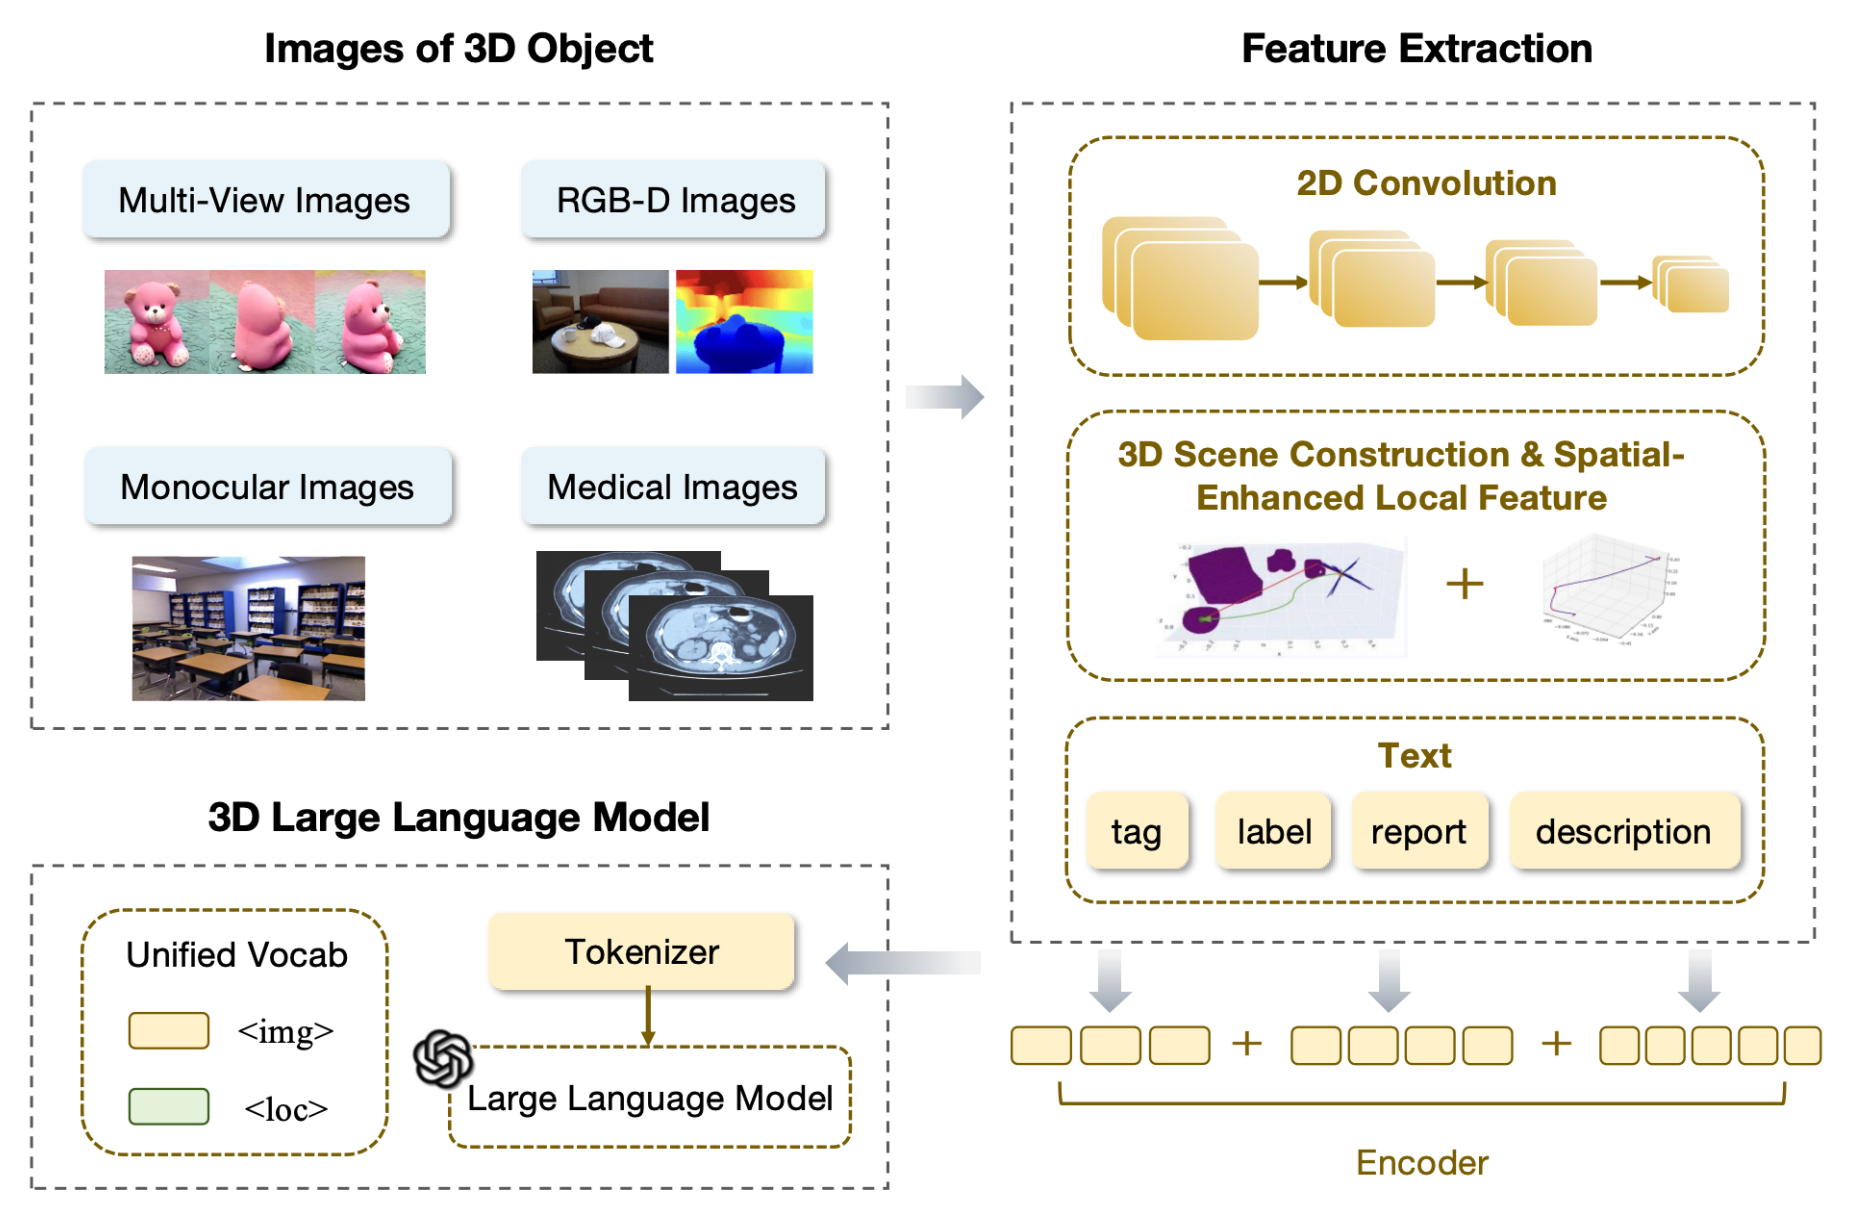 Images of 3D Object
Multi-View Images
RGB-D Images
Monocular Images
Medical Images
Feature Extraction
2D Convolution
3D Scene Construction & Spatial-
Enhanced Local Feature
+
Text
tag
label
report
description
+
+
Encoder
3D Large Language Model
Unified Vocab
<img>
<loc>
Tokenizer
Large Language Model